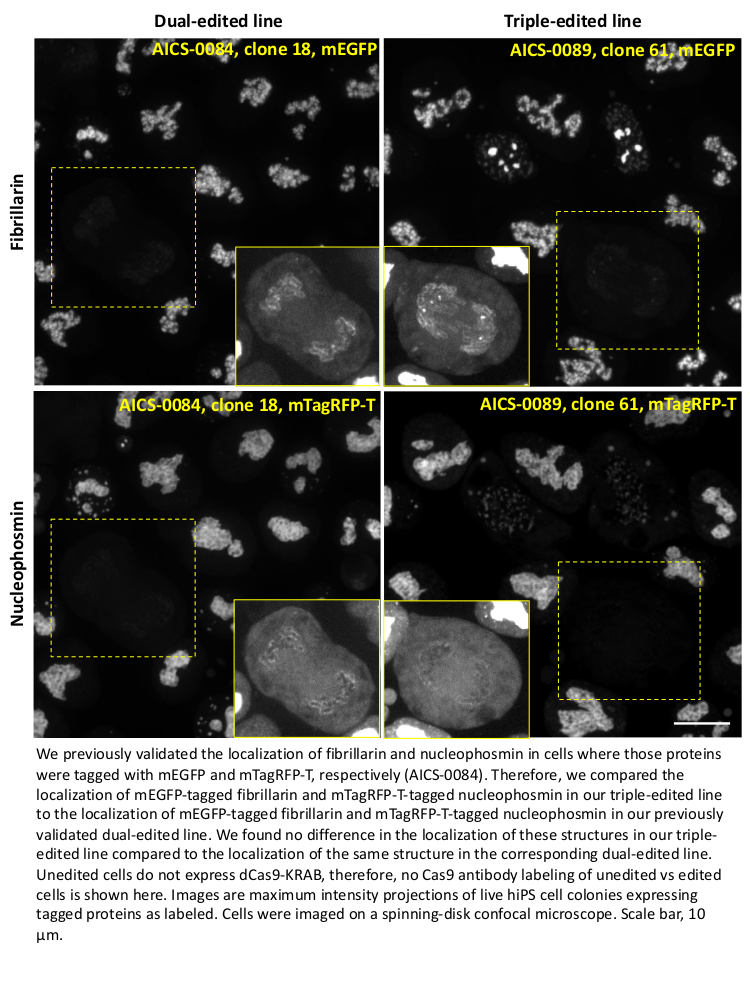 Dual-edited line
Triple-edited line
AICS-0084, clone 18, mEGFP
AICS-0089, clone 61, mEGFP
Fibrillarin
AICS-0084, clone 18, mTagRFP-T
AICS-0089, clone 61, mTagRFP-T
Nucleophosmin
We previously validated the localization of fibrillarin and nucleophosmin in cells where those proteins
were tagged with mEGFP and mTagRFP-T, respectively (AICS-0084). Therefore, we compared the
localization of mEGFP-tagged fibrillarin and mTagRFP-T-tagged nucleophosmin in our triple-edited line
to the localization of mEGFP-tagged fibrillarin and mTagRFP-T-tagged nucleophosmin in our previously
validated dual-edited line. We found no difference in the localization of these structures in our triple-
edited line compared to the localization of the same structure in the corresponding dual-edited line.
Unedited cells do not express dCas9-KRAB, therefore, no Cas9 antibody labeling of unedited vs edited
cells is shown here. Images are maximum intensity projections of live hiPS cell colonies expressing
tagged proteins as labeled. Cells were imaged on a spinning-disk confocal microscope. Scale bar, 10
µm.